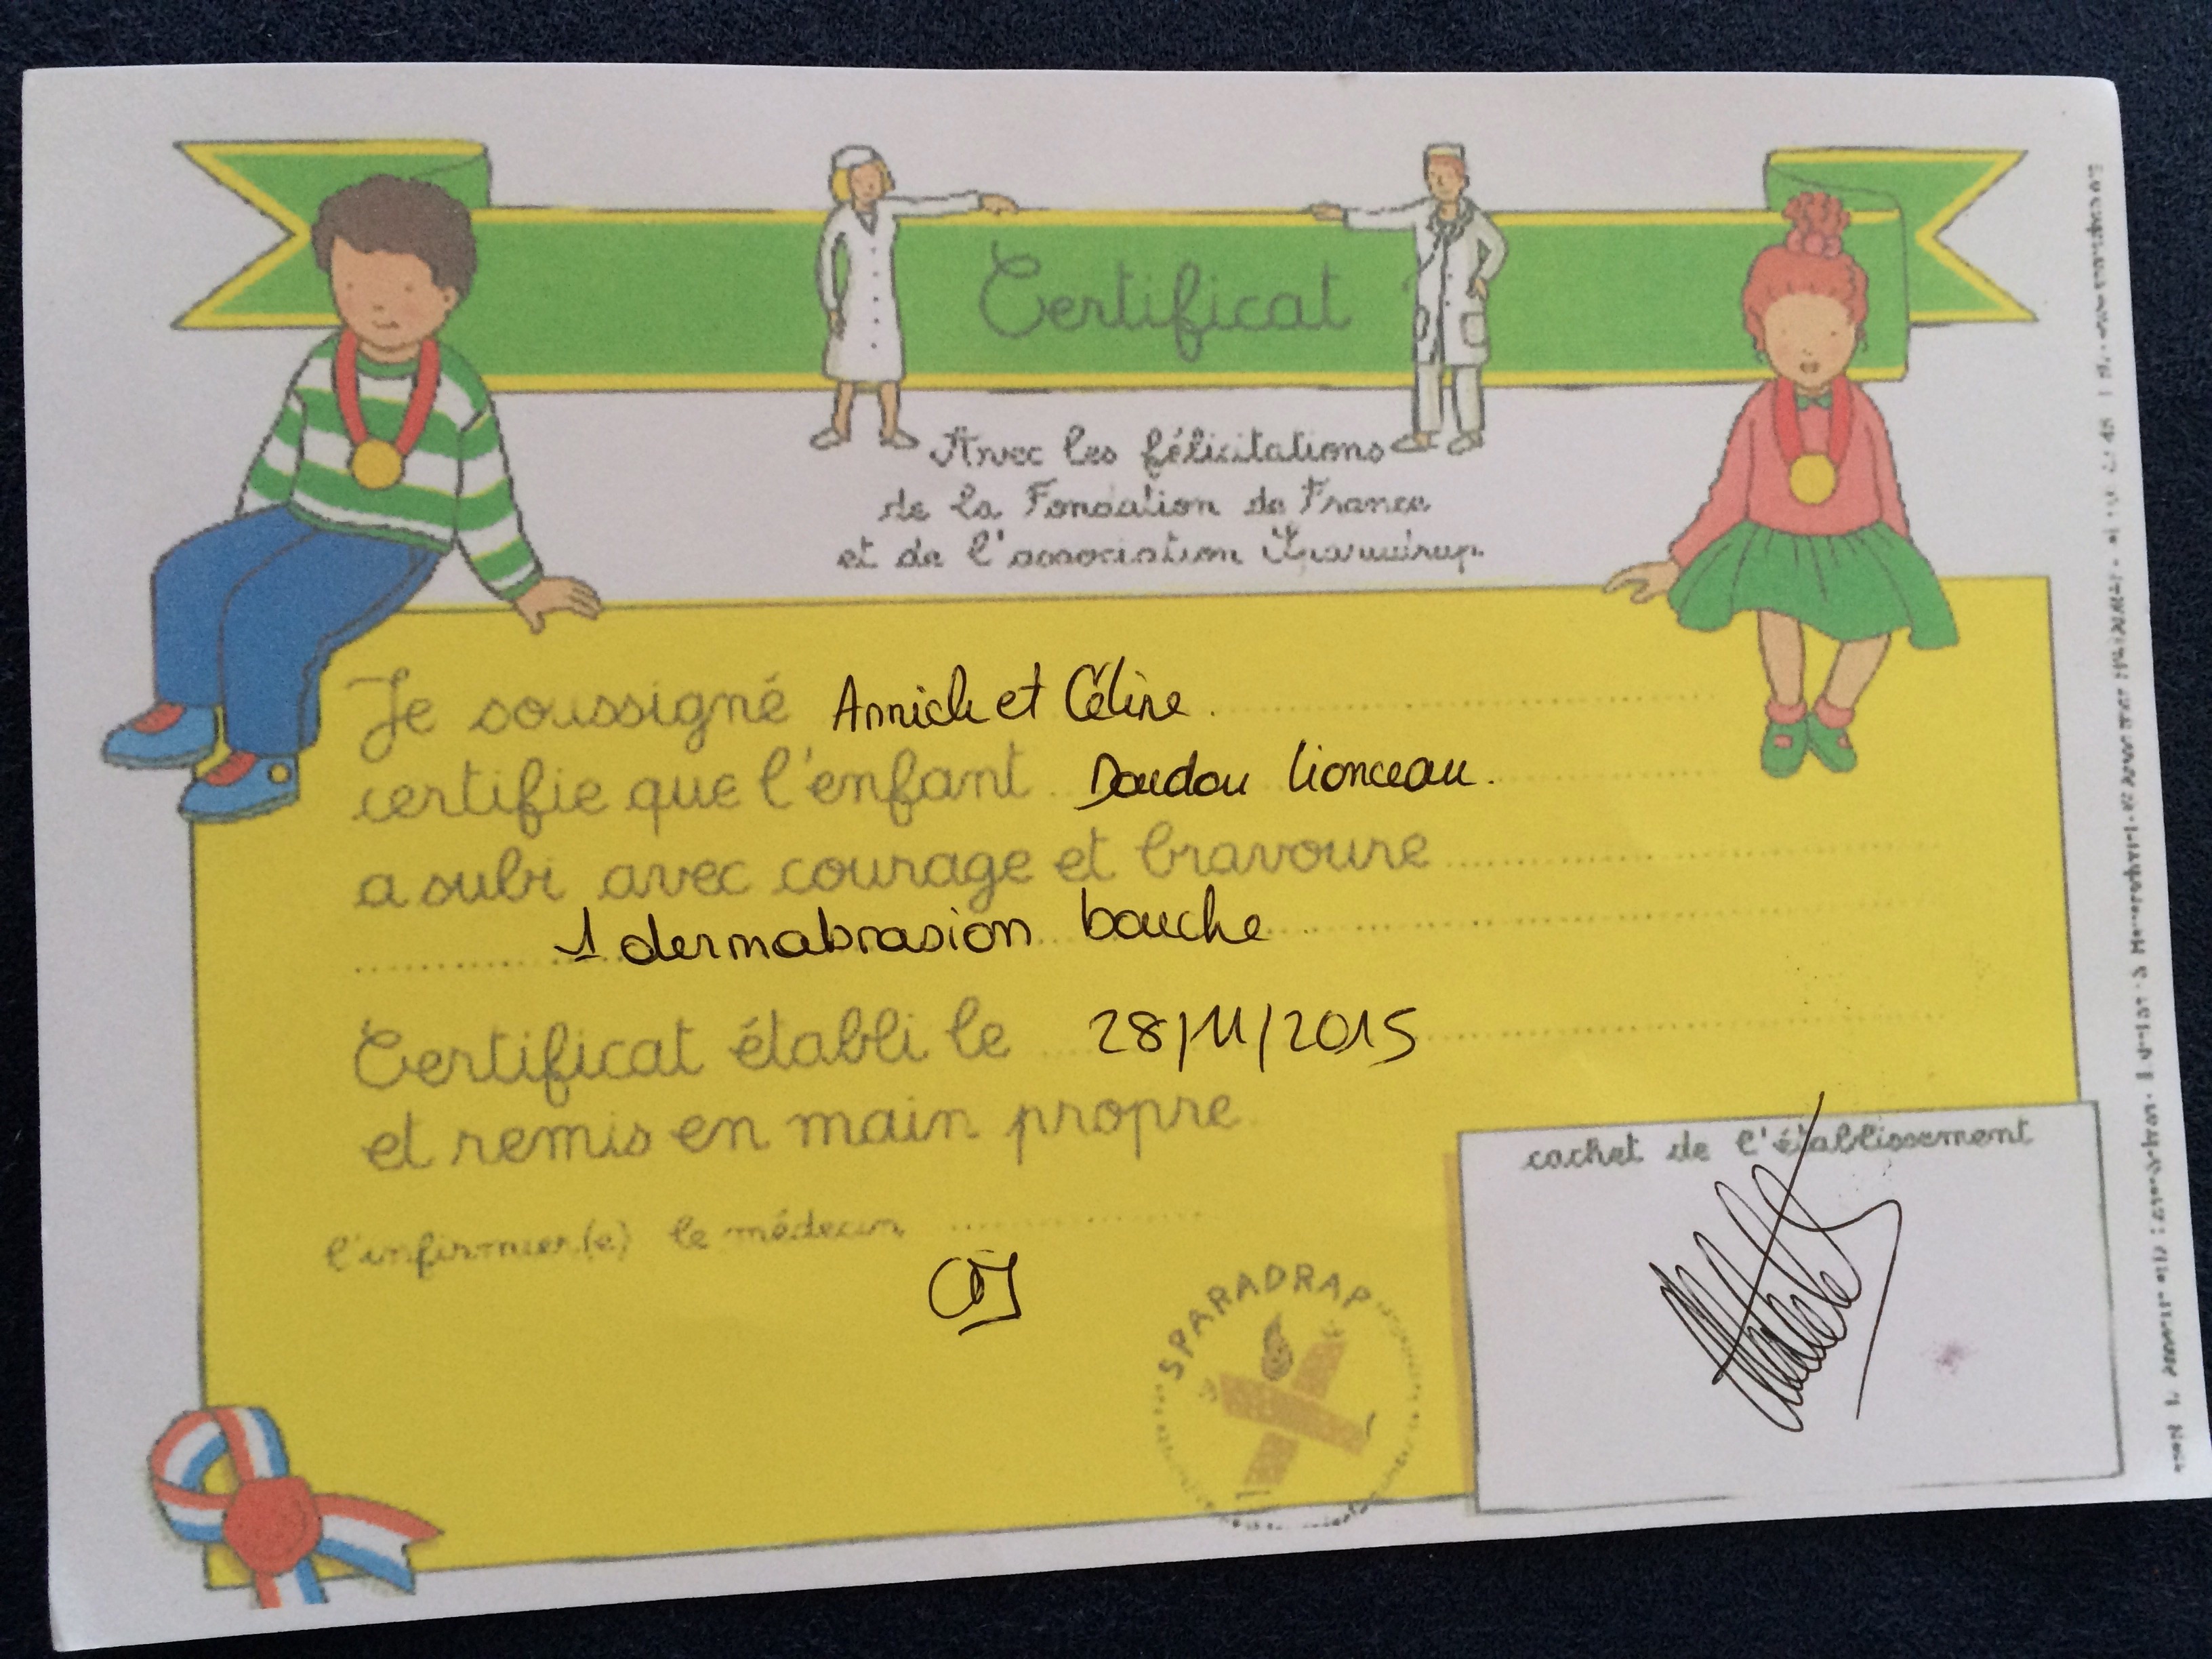 Certificat
Avec les félicitations
de la Fondation de France
et de l'association Sparadrap
Je soussigné Annick et Céline.
certifie que l'enfant Doudou lionceau.
a subi avec courage et bravoure
1 dermabrasion bouche
Certificat établi le 28/11/2015
et remis en main propre
l'infirmier(e) le médecin
cachet de l'établissement
SPARADRAP